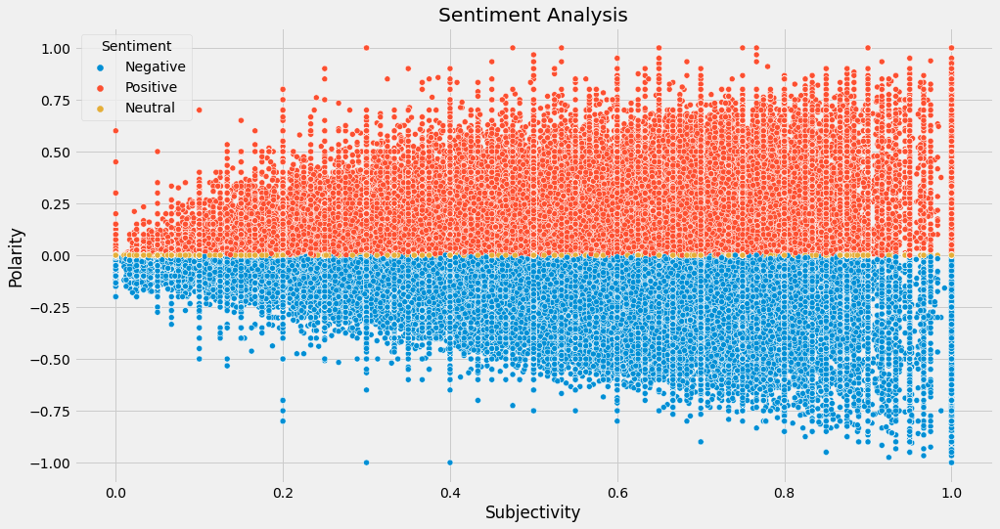 Sentiment Analysis
Sentiment
Negative
Positive
Neutral
Polarity
1.00
0.75
0.50
0.25
0.00
−0.25
−0.50
−0.75
−1.00
0.0 0.2 0.4 0.6 0.8 1.0
Subjectivity